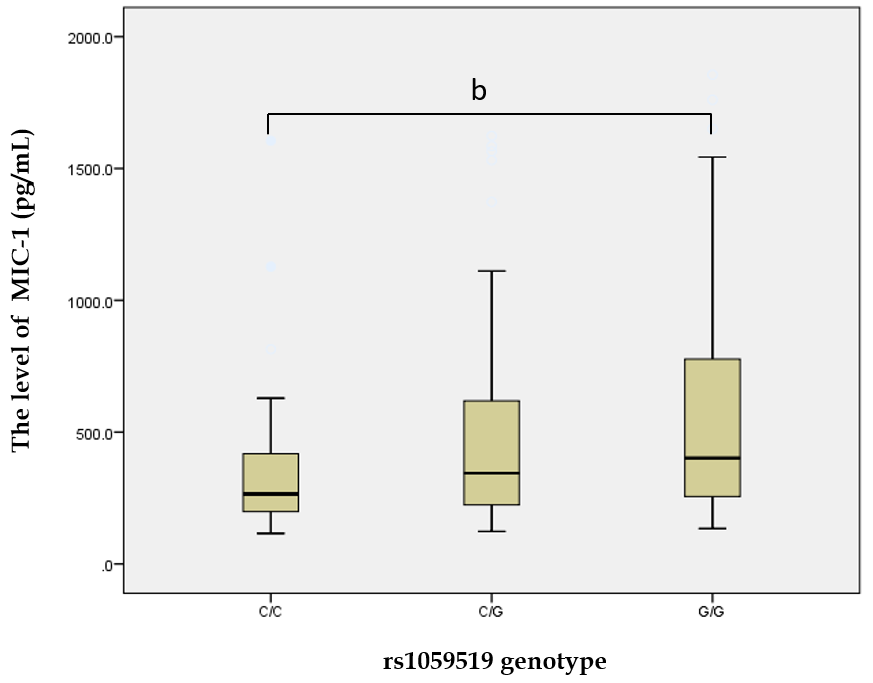 The level of MIC-1 (pg/mL)
2000.0
1500.0
1000.0
500.0
.0
b
C/C
C/G
G/G
rs1059519 genotype